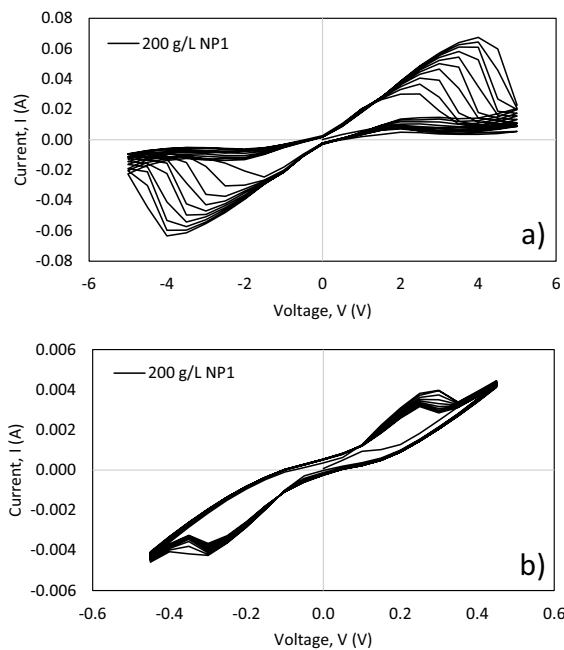 0.08
0.06
0.04
0.02
0.00
-0.02
-0.04
-0.06
0.08
Current, I (A)
200 g/L NP1
a)
-6 -4 -2 0 2 4 6
Voltage, V (V)
0.006
0.004
0.002
0.000
-0.002
-0.004
-0.006
Current, I (A)
200 g/L NP1
b)
-0.6 -0.4 -0.2 0.0 0.2 0.4 0.6
Voltage, V (V)